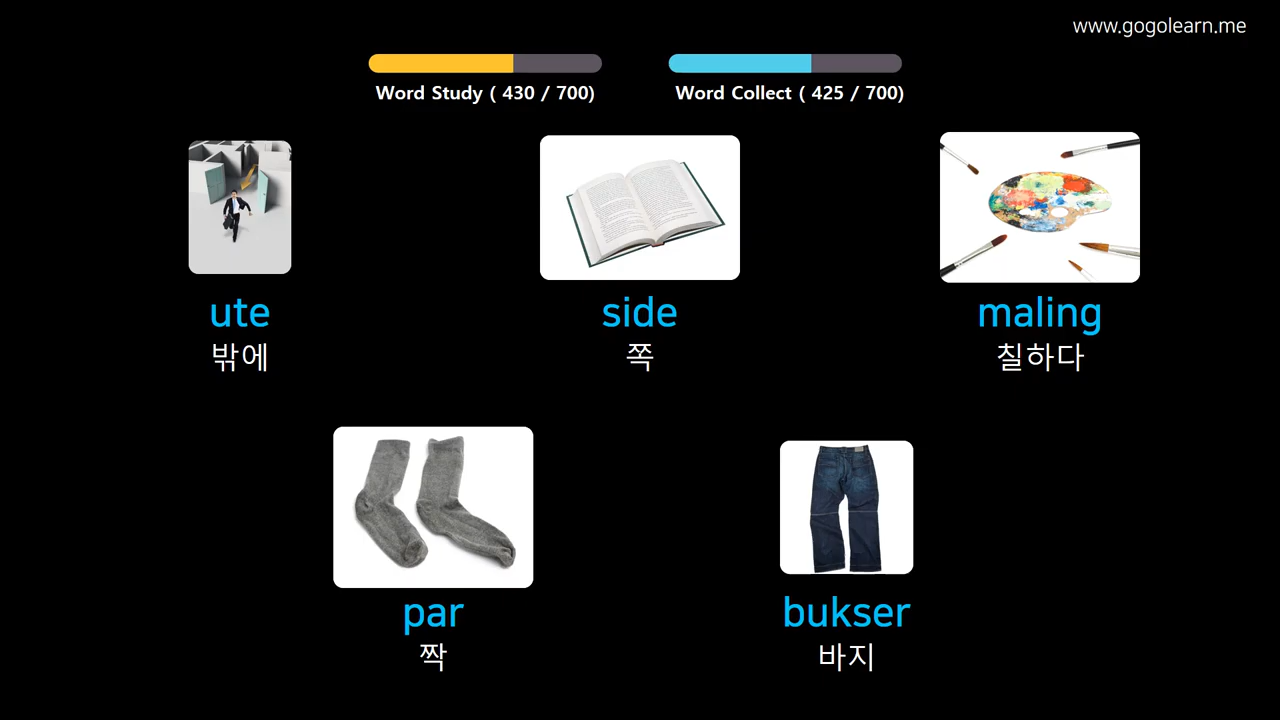 www.gogolearn.me
Word Study ( 430 / 700)
Word Collect ( 425 / 700)
ute
밖에
side
쪽
maling
칠하다
par
짝
bukser
바지